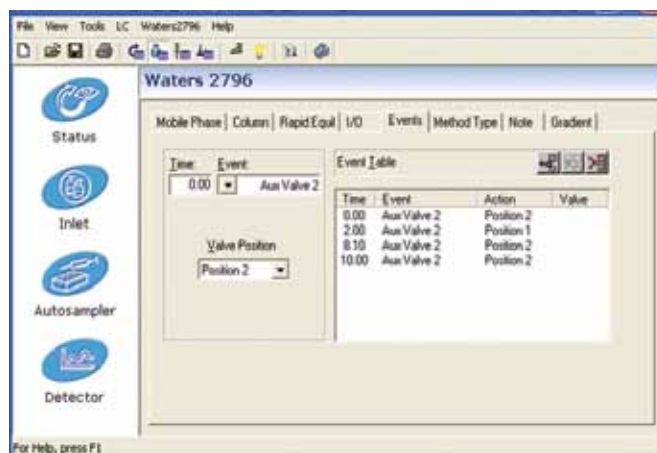 File View Tools LC Waters2796 Help
Waters 2796
Status
Inlet
Autosampler
Detector
Mobile Phase Column Rapid Equil I/O Events Method Type Note Gradient
Time: Event:
0.00 Aux Valve 2
Valve Position
Position 2
Event Table
Time Event Action Value
0.00 Aux Valve 2 Position 2
2.00 Aux Valve 2 Position 1
8.10 Aux Valve 2 Position 2
10.00 Aux Valve 2 Position 2
For Help, press F1